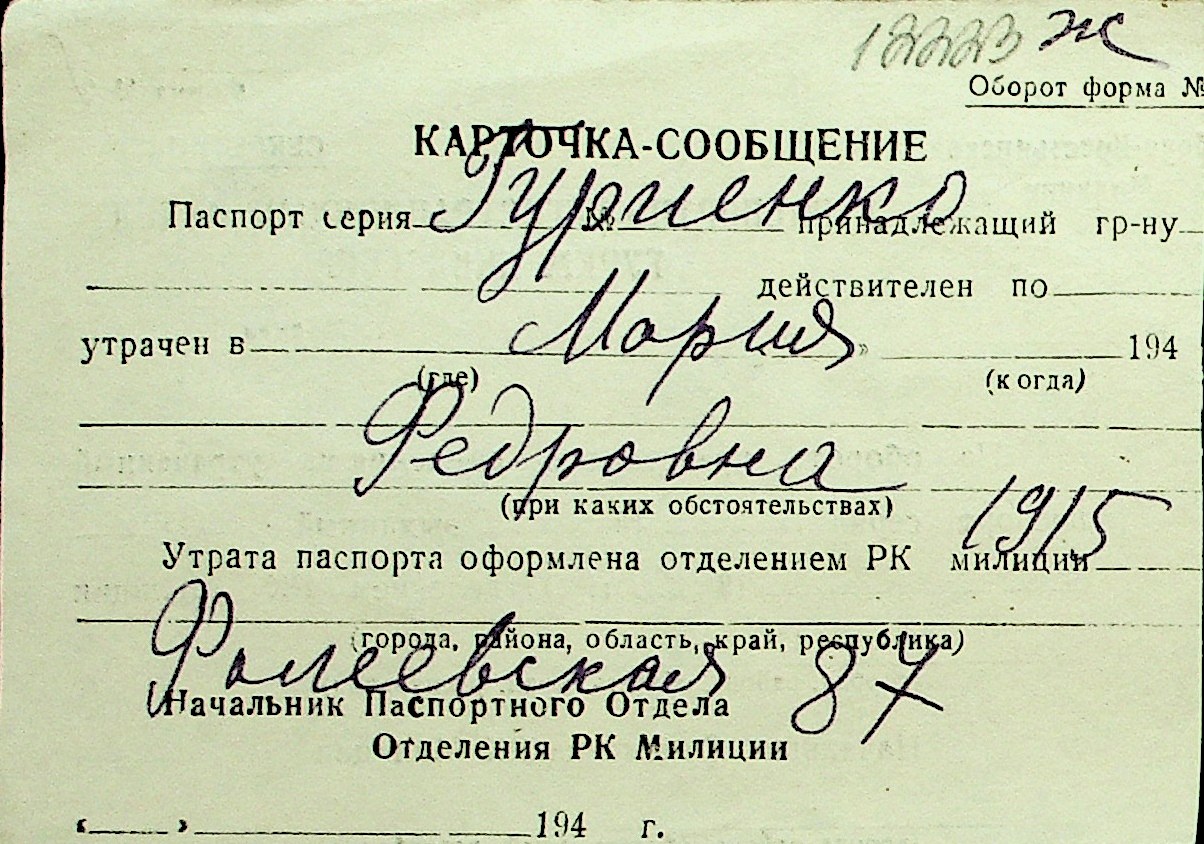 12223 Ж
Оборот форма №
КАРТОЧКА-СООБЩЕНИЕ
Гурленко
Паспорт серия № принадлежащий гр-ну
действителен по
Мария
утрачен в » 194
(где) (когда)
Федровна
(при каких обстоятельствах)
1915
Утрата паспорта оформлена отделением РК милиции
(города, района, область, край, республика)
Фалеевская 87
Начальник Паспортного Отдела
Отделения РК Милиции
« » 194 г.